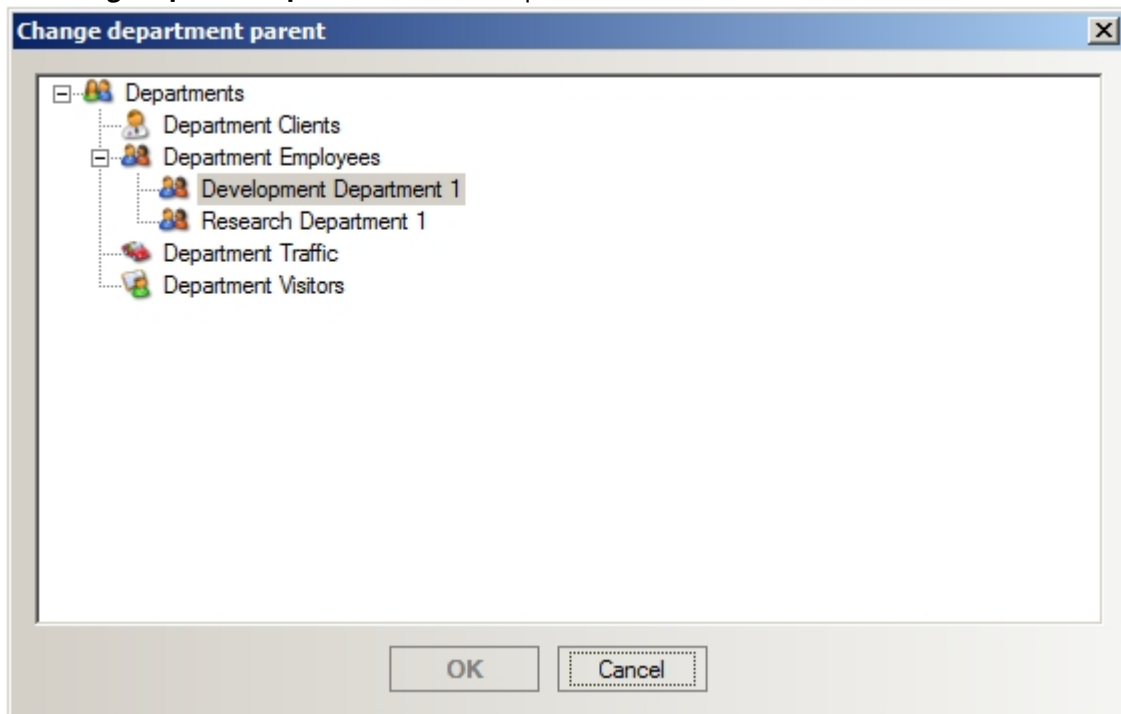 Change department parent
Departments
Department Clients
Department Employees
Development Department 1
Research Department 1
Department Traffic
Department Visitors
OK Cancel